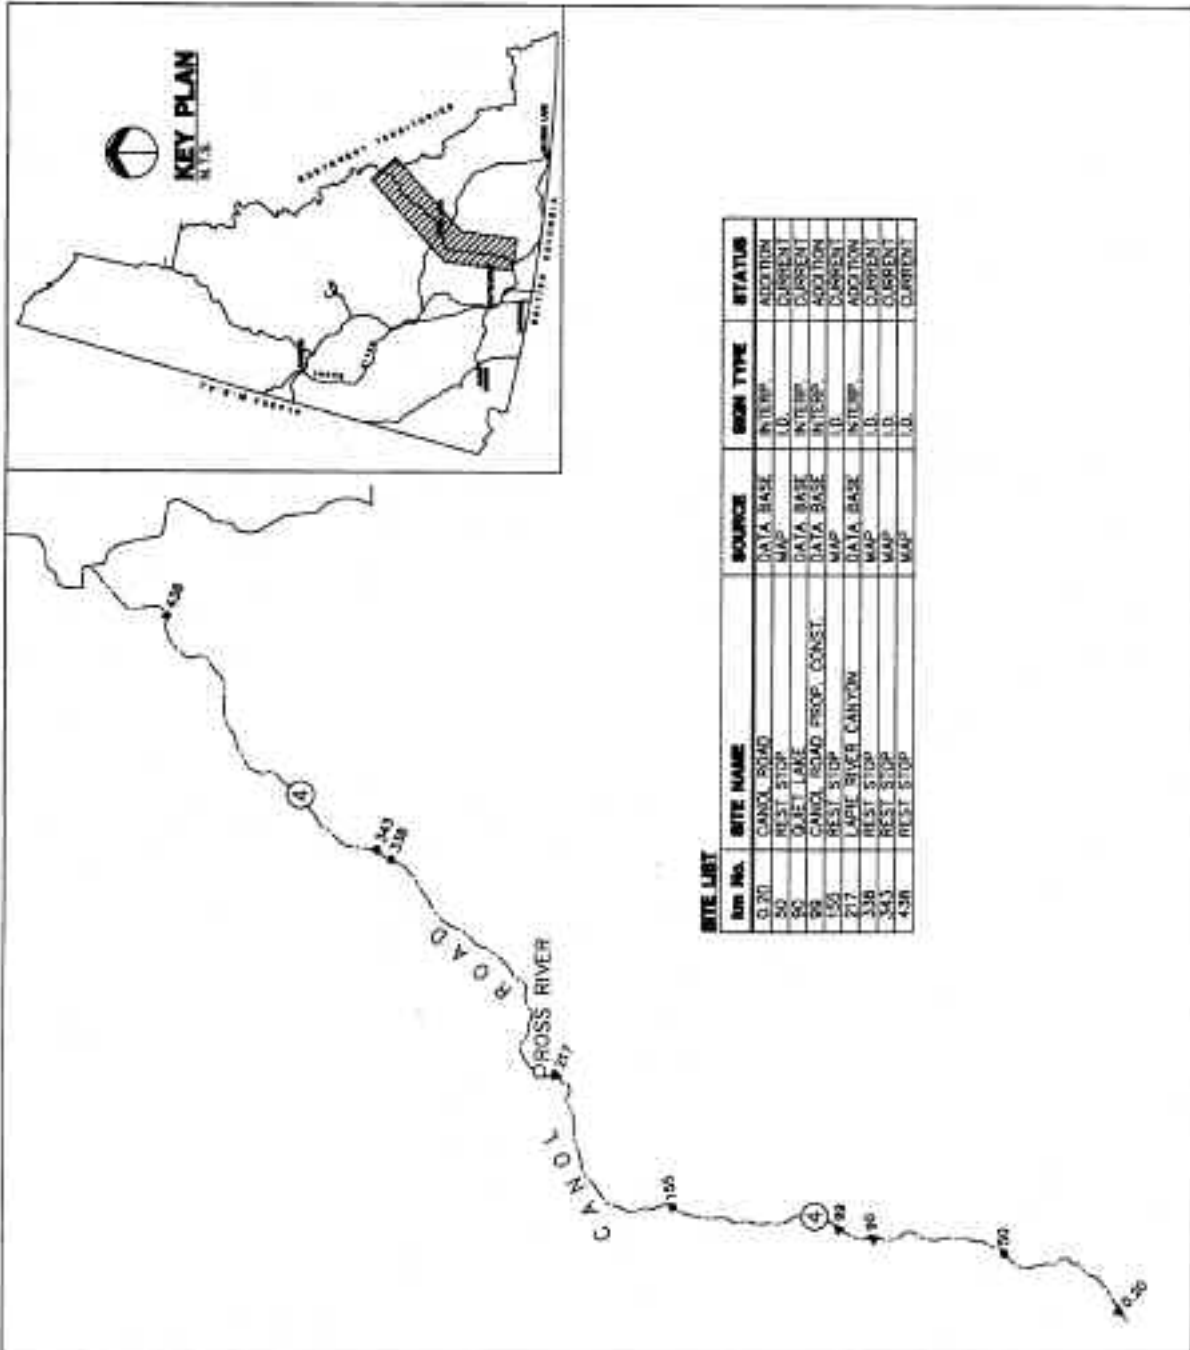 KEY PLAN
N.T.S.
NORTHWEST TERRITORIES
BRITISH COLUMBIA
438
4
343
338
CANOL ROAD
ROSS RIVER
217
155
4
99
90
50
0.20
SITE LIST
km No. SITE NAME SOURCE SIGN TYPE STATUS
0.20 CANOL ROAD DATA BASE INTERP. ADDITION
50 REST STOP MAP I.D. CURRENT
90 QUIET LAKE DATA BASE INTERP. CURRENT
99 CANOL ROAD PROP. CONST. DATA BASE INTERP. ADDITION
155 REST STOP MAP I.D. CURRENT
217 LAPIE RIVER CANYON DATA BASE INTERP. ADDITION
338 REST STOP MAP I.D. CURRENT
343 REST STOP MAP I.D. CURRENT
438 REST STOP MAP I.D. CURRENT